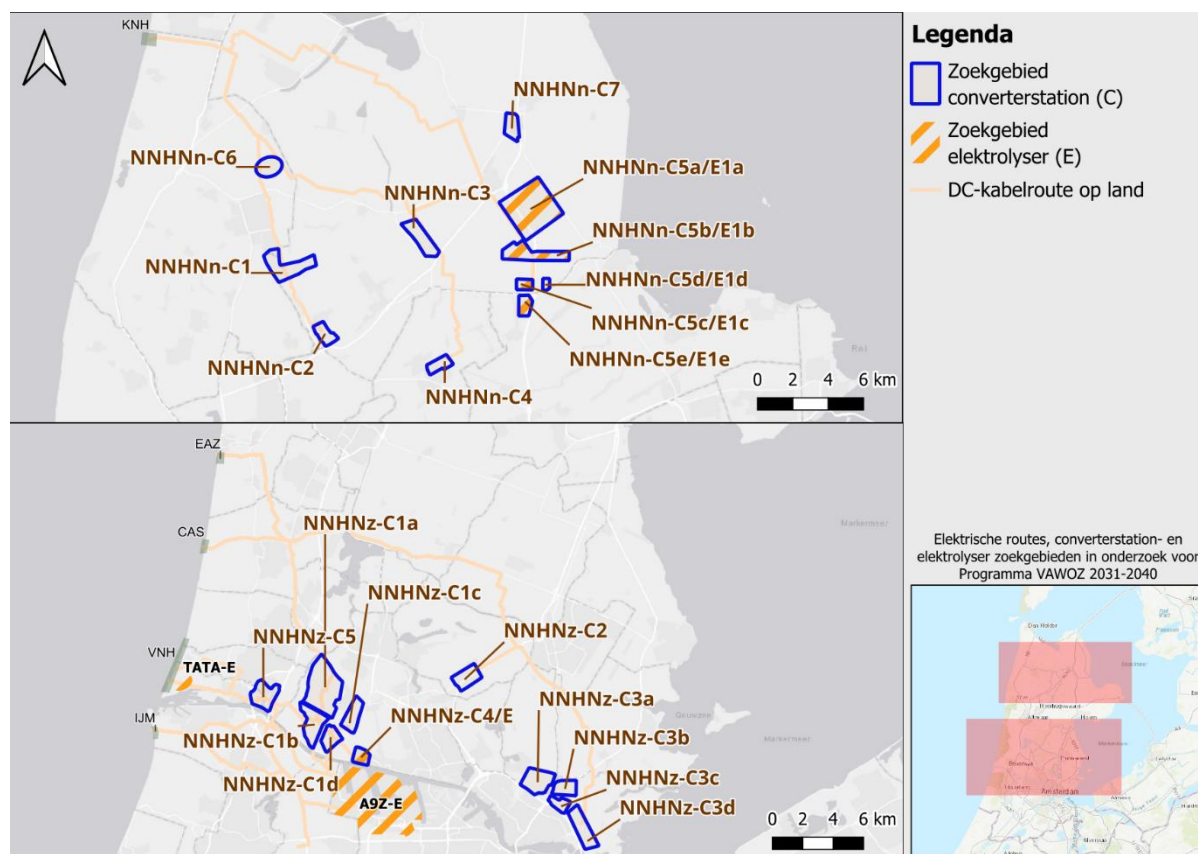 KNH
NNHNn-C7
NNHNn-C6
NNHNn-C3
NNHNn-C5a/E1a
NNHNn-C5b/E1b
NNHNn-C1
NNHNn-C5d/E1d
NNHNn-C5c/E1c
NNHNn-C2
NNHNn-C5e/E1e
NNHNn-C4
0 2 4 6 km
EAZ
CAS
NNHNz-C1a
NNHNz-C1c
NNHNz-C5
NNHNz-C2
VNH
TATA-E
NNHNz-C3a
IJM
NNHNz-C4/E
NNHNz-C1b
NNHNz-C3b
NNHNz-C1d
NNHNz-C3c
A9Z-E
NNHNz-C3d
Markermeer
Markermeer
0 2 4 6 km
Legenda
Zoekgebied
converterstation (C)
Zoekgebied
elektrolyser (E)
DC-kabelroute op land
Elektrische routes, converterstation- en
elektrolyser zoekgebieden in onderzoek voor
Programma VAWOZ 2031-2040
Den Helder
Amsterdam